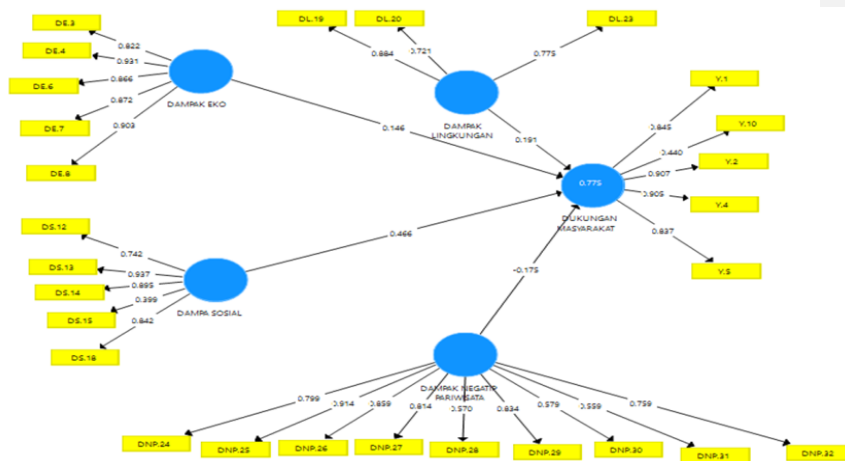 DE.3
DE.4
DE.6
DE.7
DE.8
0.822
0.931
0.866
0.872
0.903
DAMPAK EKO
DL.19
DL.20
DL.23
0.884
0.721
0.775
DAMPAK
LINGKUNGAN
0.146
0.191
Y.1
Y.10
Y.2
Y.4
Y.5
0.845
0.440
0.907
0.905
0.837
0.775
DUKUNGAN
MASYARAKAT
DS.12
DS.13
DS.14
DS.15
DS.18
0.742
0.937
0.895
0.399
0.842
DAMPA SOSIAL
0.466
-0.175
DAMPAK NEGATIP
PARIWISATA
0.799
0.914
0.859
0.814
0.570
0.834
0.579
0.559
0.759
DNP.24
DNP.25
DNP.26
DNP.27
DNP.28
DNP.29
DNP.30
DNP.31
DNP.32